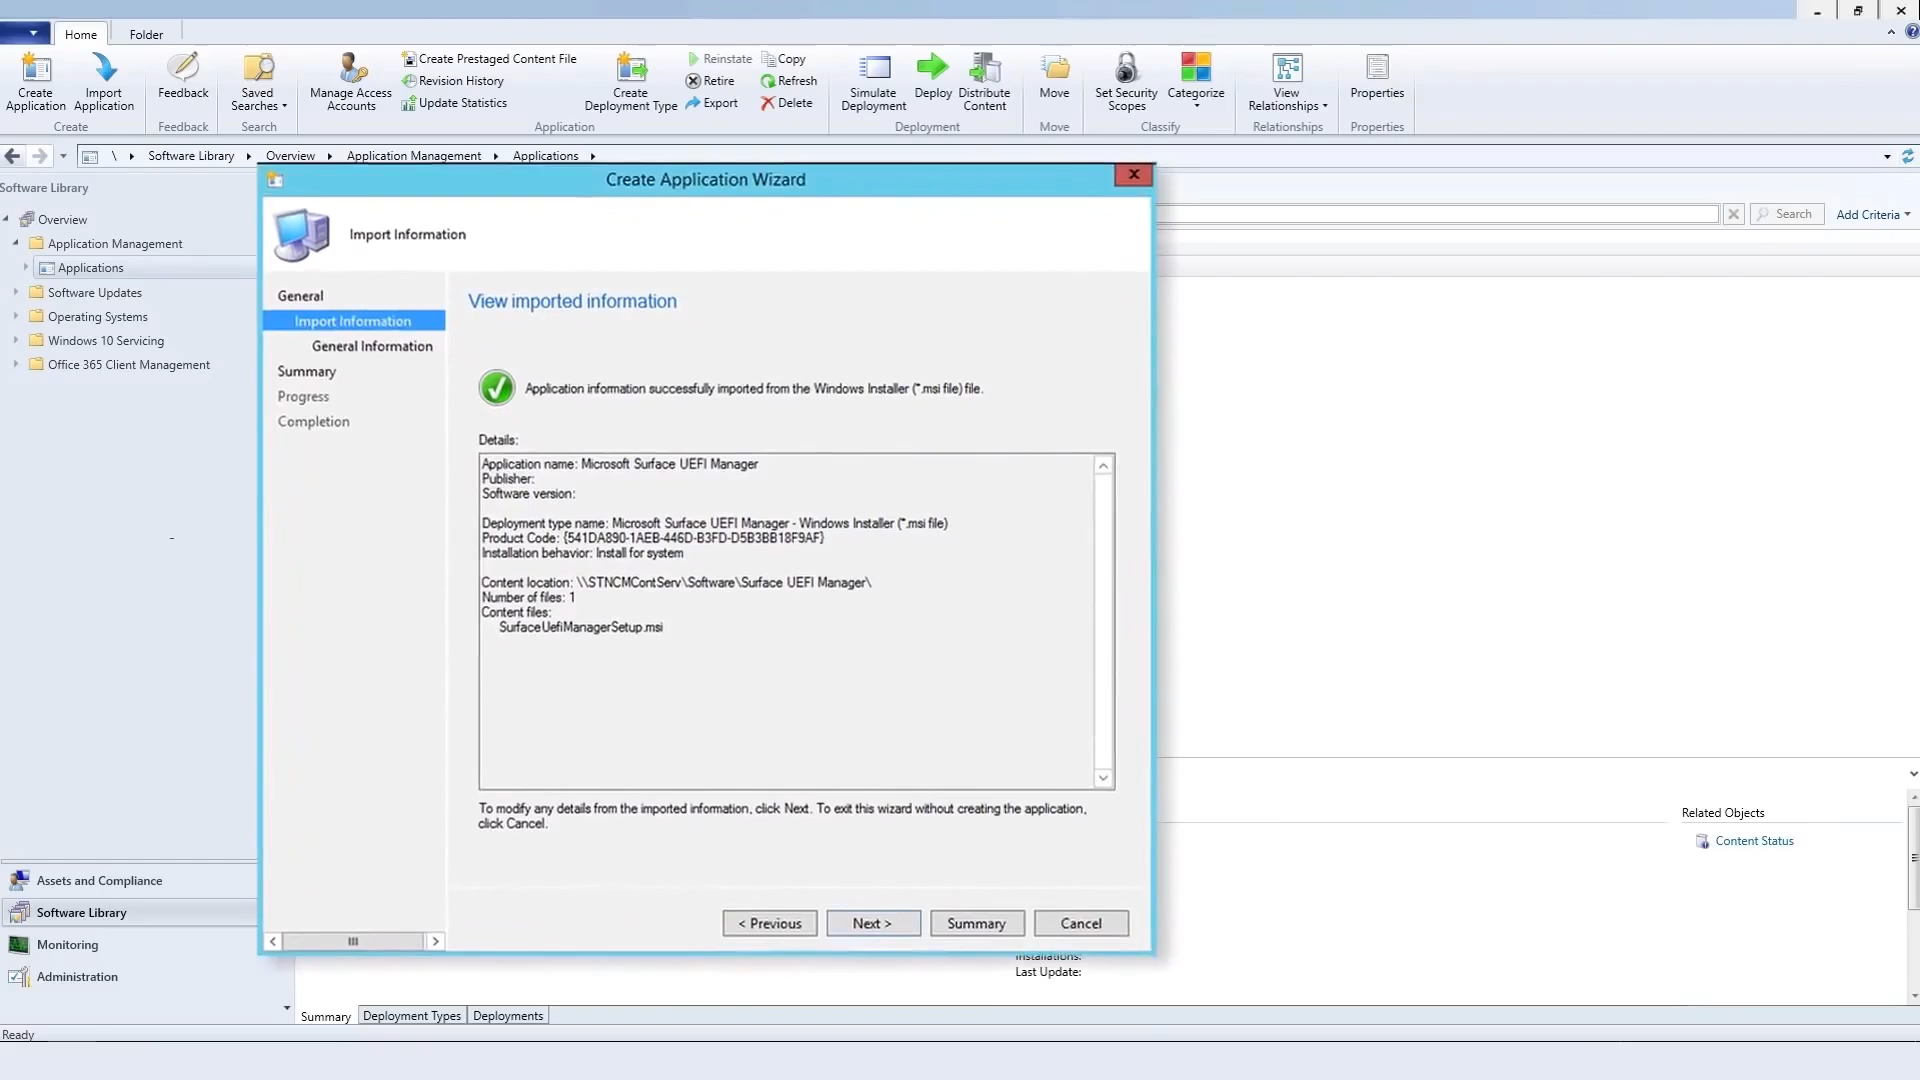 Home Folder
Create Application
Import Application
Create
Feedback
Feedback
Saved Searches
Search
Manage Access Accounts
Create Prestaged Content File
Revision History
Update Statistics
Create Deployment Type
Reinstate
Retire
Export
Copy
Refresh
Delete
Application
Simulate Deployment
Deploy
Distribute Content
Deployment
Move
Move
Set Security Scopes
Categorize
Classify
View Relationships
Relationships
Properties
Properties
\ Software Library Overview Application Management Applications
Software Library
Overview
Application Management
Applications
Software Updates
Operating Systems
Windows 10 Servicing
Office 365 Client Management
Search
Add Criteria
Create Application Wizard
x
Import Information
General
Import Information
General Information
Summary
Progress
Completion
View imported information
Application information successfully imported from the Windows Installer (*.msi file) file.
Details:
Application name: Microsoft Surface UEFI Manager
Publisher:
Software version:
Deployment type name: Microsoft Surface UEFI Manager - Windows Installer (*.msi file)
Product Code: {541DA890-1AEB-446D-B3FD-D5B3BB18F9AF}
Installation behavior: Install for system
Content location: \\STNCMContServ\Software\Surface UEFI Manager\
Number of files: 1
Content files:
SurfaceUefiManagerSetup.msi
To modify any details from the imported information, click Next. To exit this wizard without creating the application,
click Cancel.
< Previous
Next >
Summary
Cancel
Installations:
Last Update:
Related Objects
Content Status
Assets and Compliance
Software Library
Monitoring
Administration
Summary Deployment Types Deployments
Ready